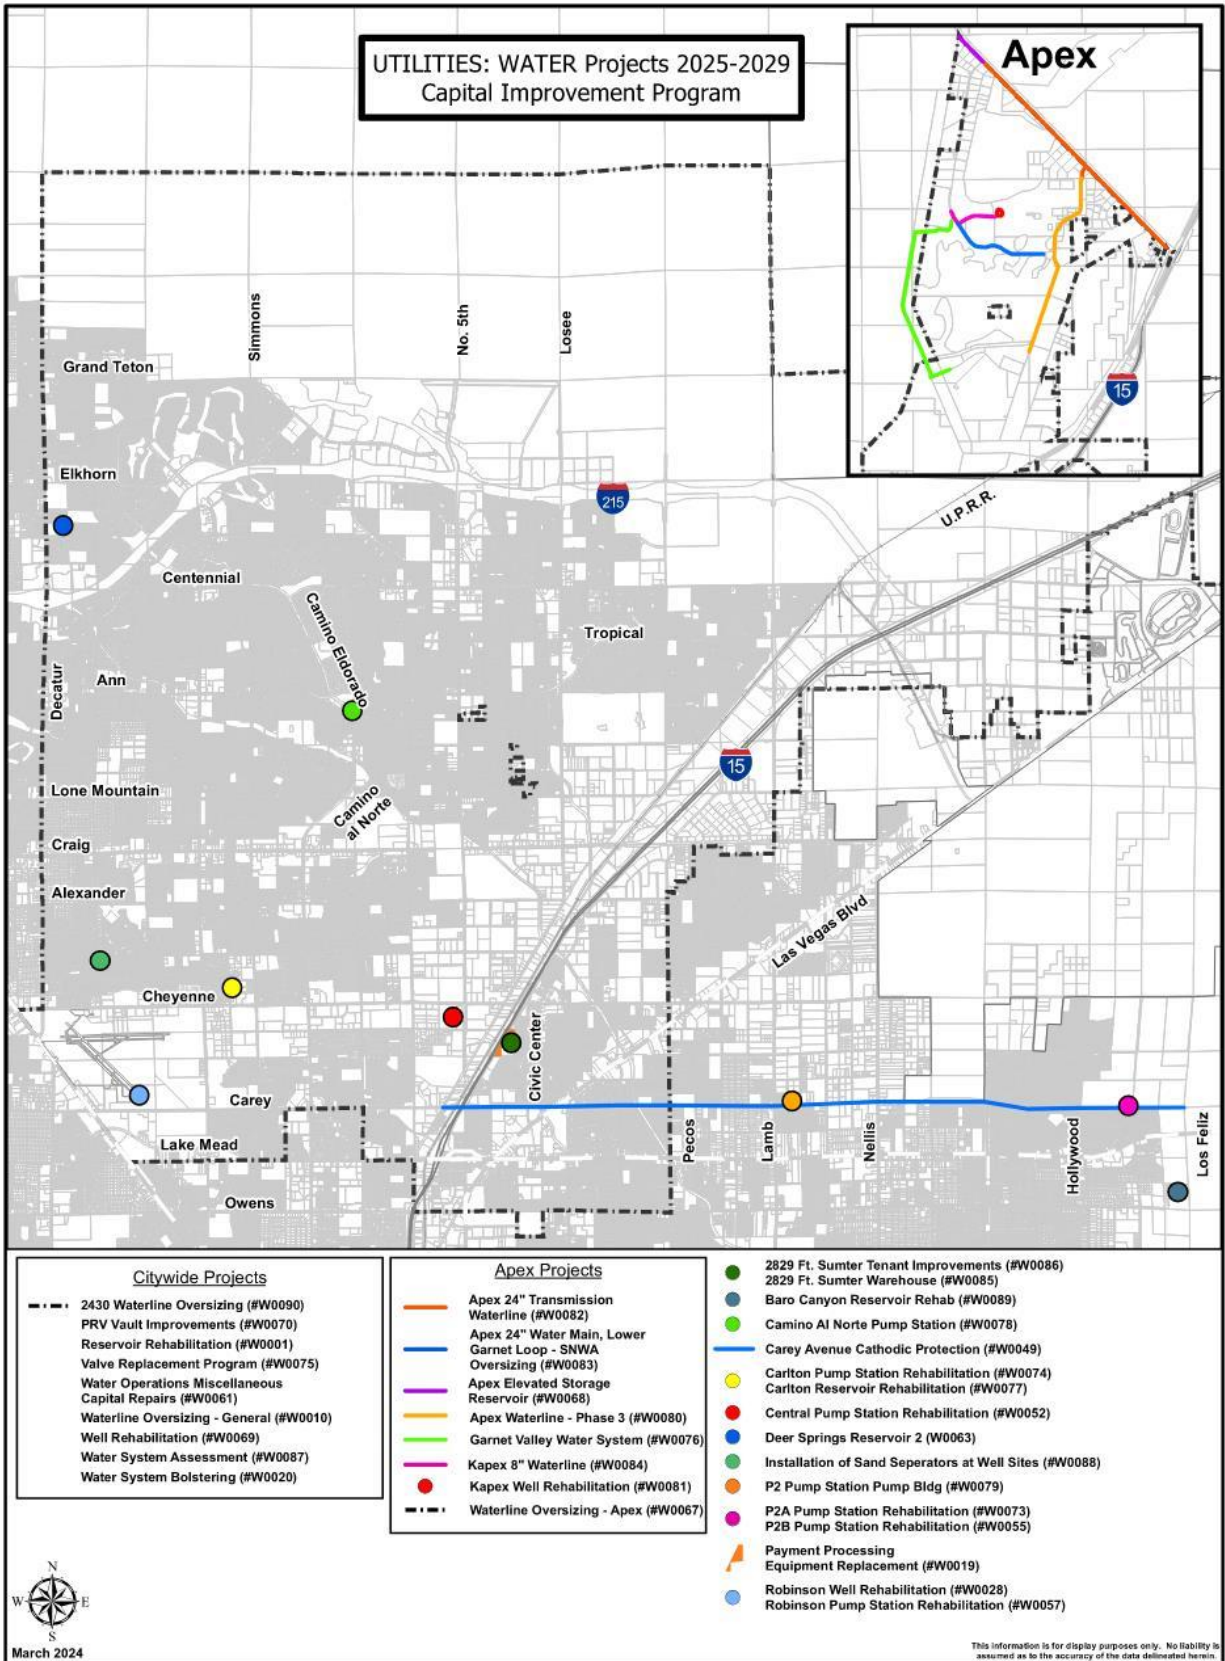 UTILITIES: WATER Projects 2025-2029
Capital Improvement Program
Apex
15
Simmons
No. 5th
Losee
Grand Teton
Elkhorn
215
U.P.R.R.
Centennial
Camino Eldorado
Tropical
Decatur
Ann
15
Lone Mountain
Camino
al Norte
Craig
Alexander
Las Vegas Blvd
Cheyenne
Civic Center
Carey
Lake Mead
Pecos
Lamb
Nellis
Hollywood
Los Feliz
Owens
Citywide Projects
2430 Waterline Oversizing (#W0090)
PRV Vault Improvements (#W0070)
Reservoir Rehabilitation (#W0001)
Valve Replacement Program (#W0075)
Water Operations Miscellaneous
Capital Repairs (#W0061)
Waterline Oversizing - General (#W0010)
Well Rehabilitation (#W0069)
Water System Assessment (#W0087)
Water System Bolstering (#W0020)
Apex Projects
Apex 24" Transmission
Waterline (#W0082)
Apex 24" Water Main, Lower
Garnet Loop - SNWA
Oversizing (#W0083)
Apex Elevated Storage
Reservoir (#W0068)
Apex Waterline - Phase 3 (#W0080)
Garnet Valley Water System (#W0076)
Kapex 8" Waterline (#W0084)
Kapex Well Rehabilitation (#W0081)
Waterline Oversizing - Apex (#W0067)
2829 Ft. Sumter Tenant Improvements (#W0086)
2829 Ft. Sumter Warehouse (#W0085)
Baro Canyon Reservoir Rehab (#W0089)
Camino Al Norte Pump Station (#W0078)
Carey Avenue Cathodic Protection (#W0049)
Carlton Pump Station Rehabilitation (#W0074)
Carlton Reservoir Rehabilitation (#W0077)
Central Pump Station Rehabilitation (#W0052)
Deer Springs Reservoir 2 (W0063)
Installation of Sand Seperators at Well Sites (#W0088)
P2 Pump Station Pump Bldg (#W0079)
P2A Pump Station Rehabilitation (#W0073)
P2B Pump Station Rehabilitation (#W0055)
Payment Processing
Equipment Replacement (#W0019)
Robinson Well Rehabilitation (#W0028)
Robinson Pump Station Rehabilitation (#W0057)
N
W
E
S
March 2024
This information is for display purposes only. No liability is
assumed as to the accuracy of the data delineated herein.